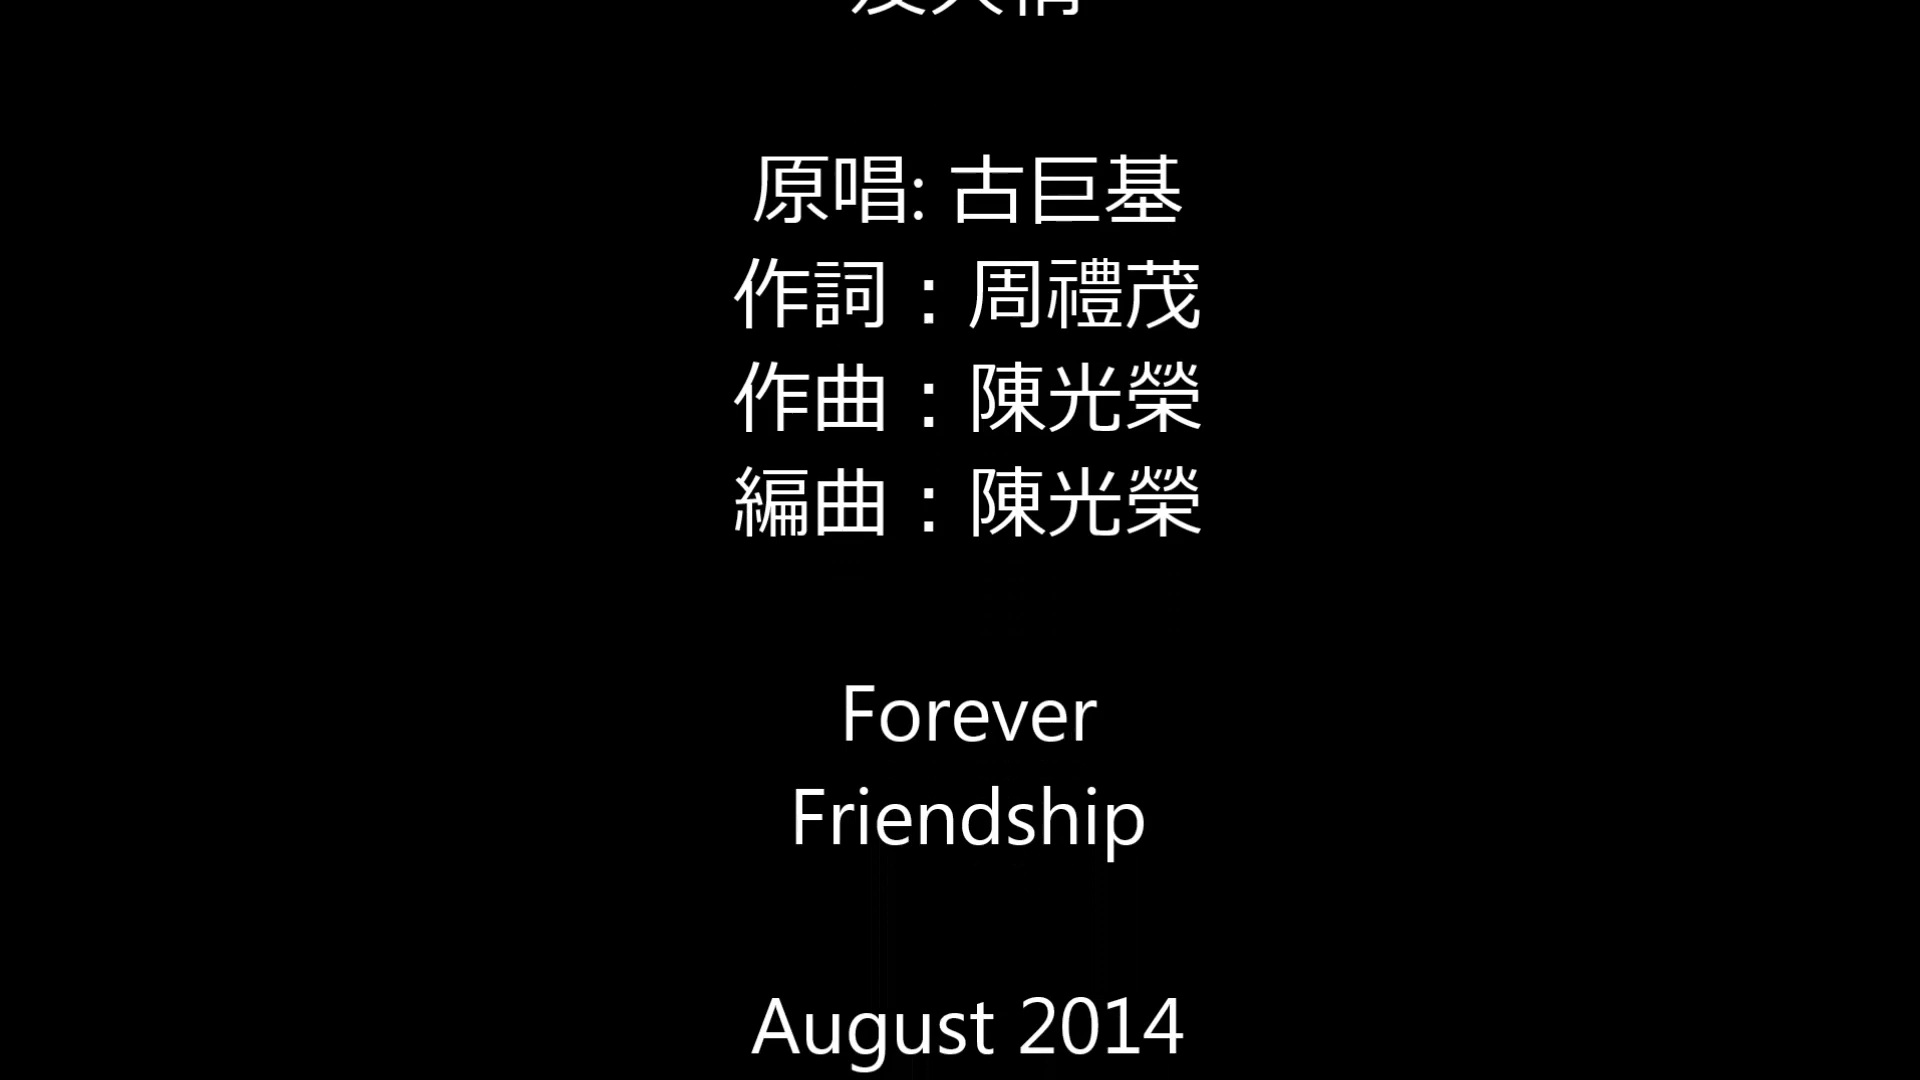 原唱: 古巨基
作詞：周禮茂
作曲：陳光榮
編曲：陳光榮
Forever
Friendship
August 2014